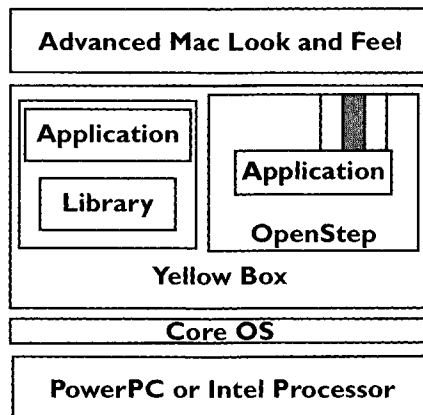 Advanced Mac Look and Feel
Application
Library
Application
OpenStep
Yellow Box
Core OS
PowerPC or Intel Processor